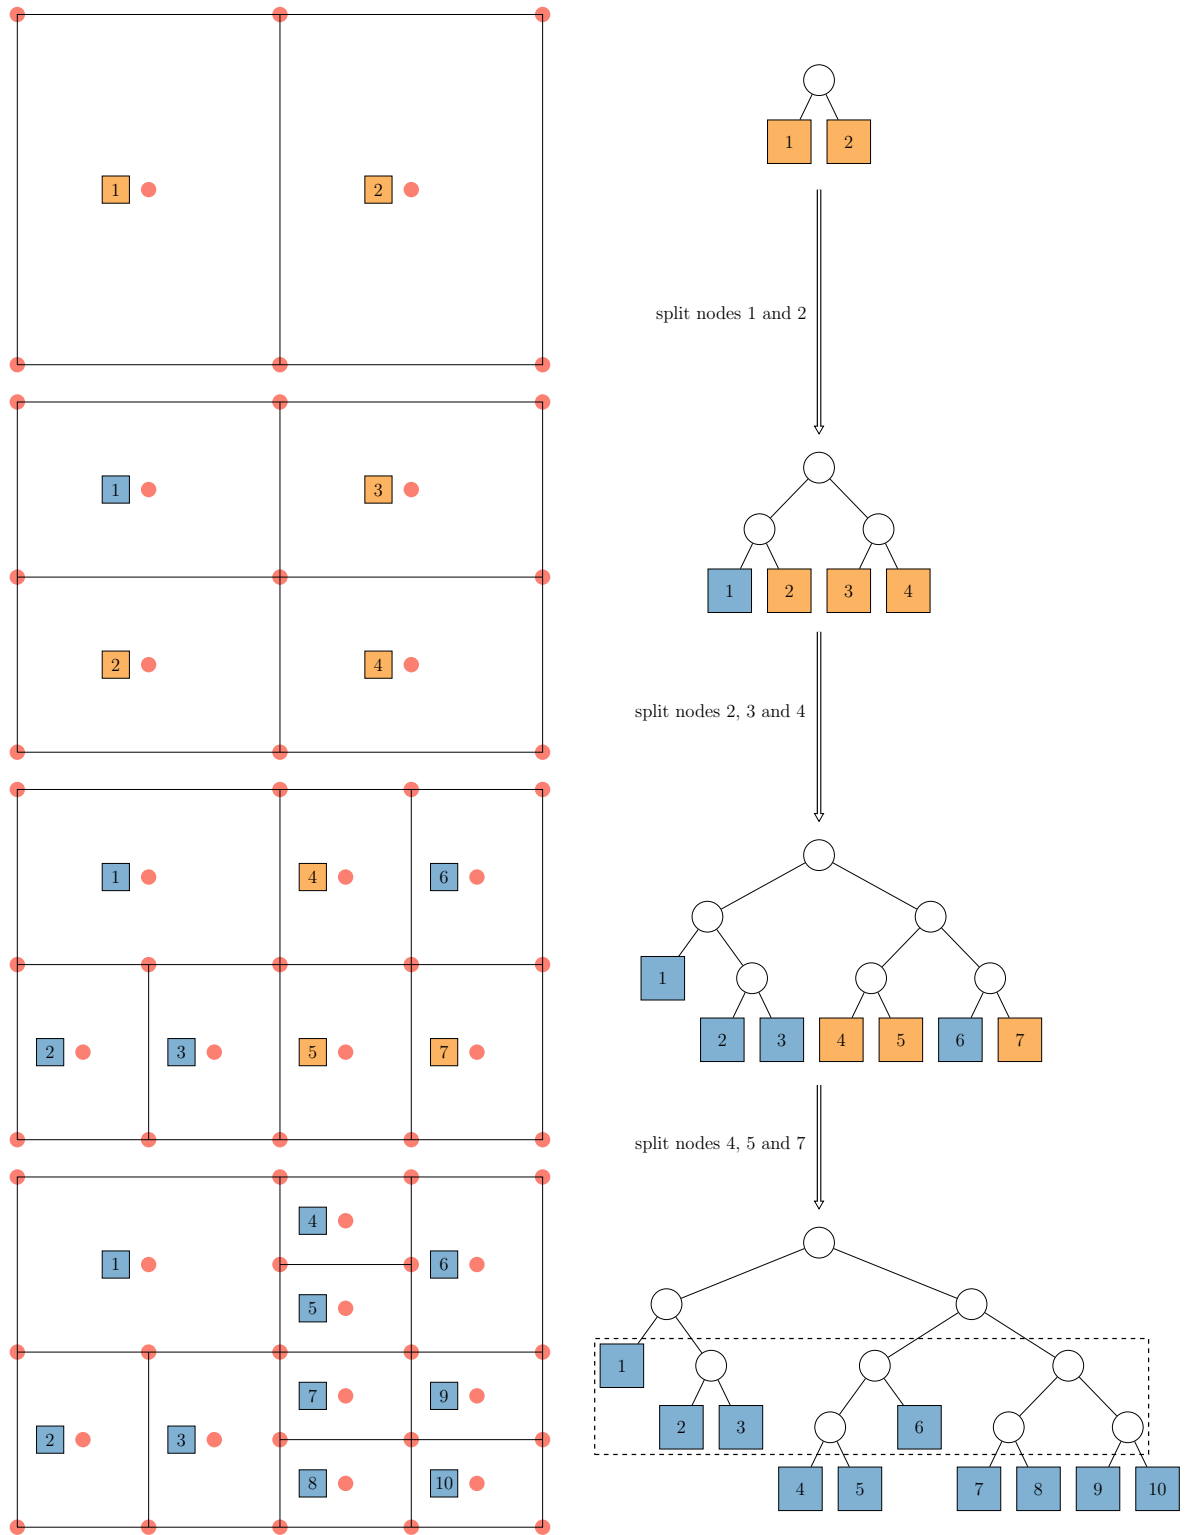 1 2
1 2
split nodes 1 and 2
1 3
2 4
1 2 3 4
split nodes 2, 3 and 4
1 4 6
2 3 5 7
1
2 3 4 5 6 7
split nodes 4, 5 and 7
4
1 6
5
7 9
2 3
8 10
1
2 3 6
4 5 7 8 9 10